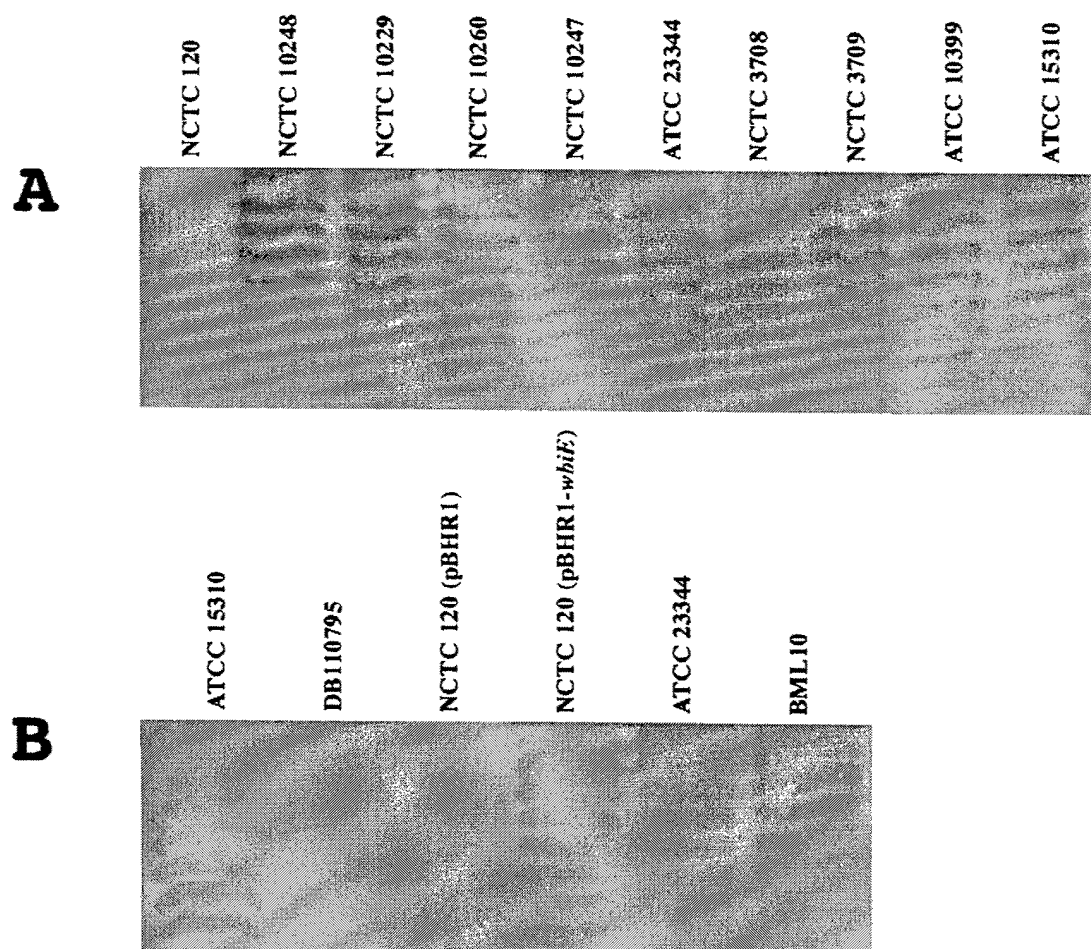 A
NCTC 120
NCTC 10248
NCTC 10229
NCTC 10260
NCTC 10247
ATCC 23344
NCTC 3708
NCTC 3709
ATCC 10399
ATCC 15310
B
ATCC 15310
DB110795
NCTC 120 (pBHR1)
NCTC 120 (pBHR1-wbiE)
ATCC 23344
BML10